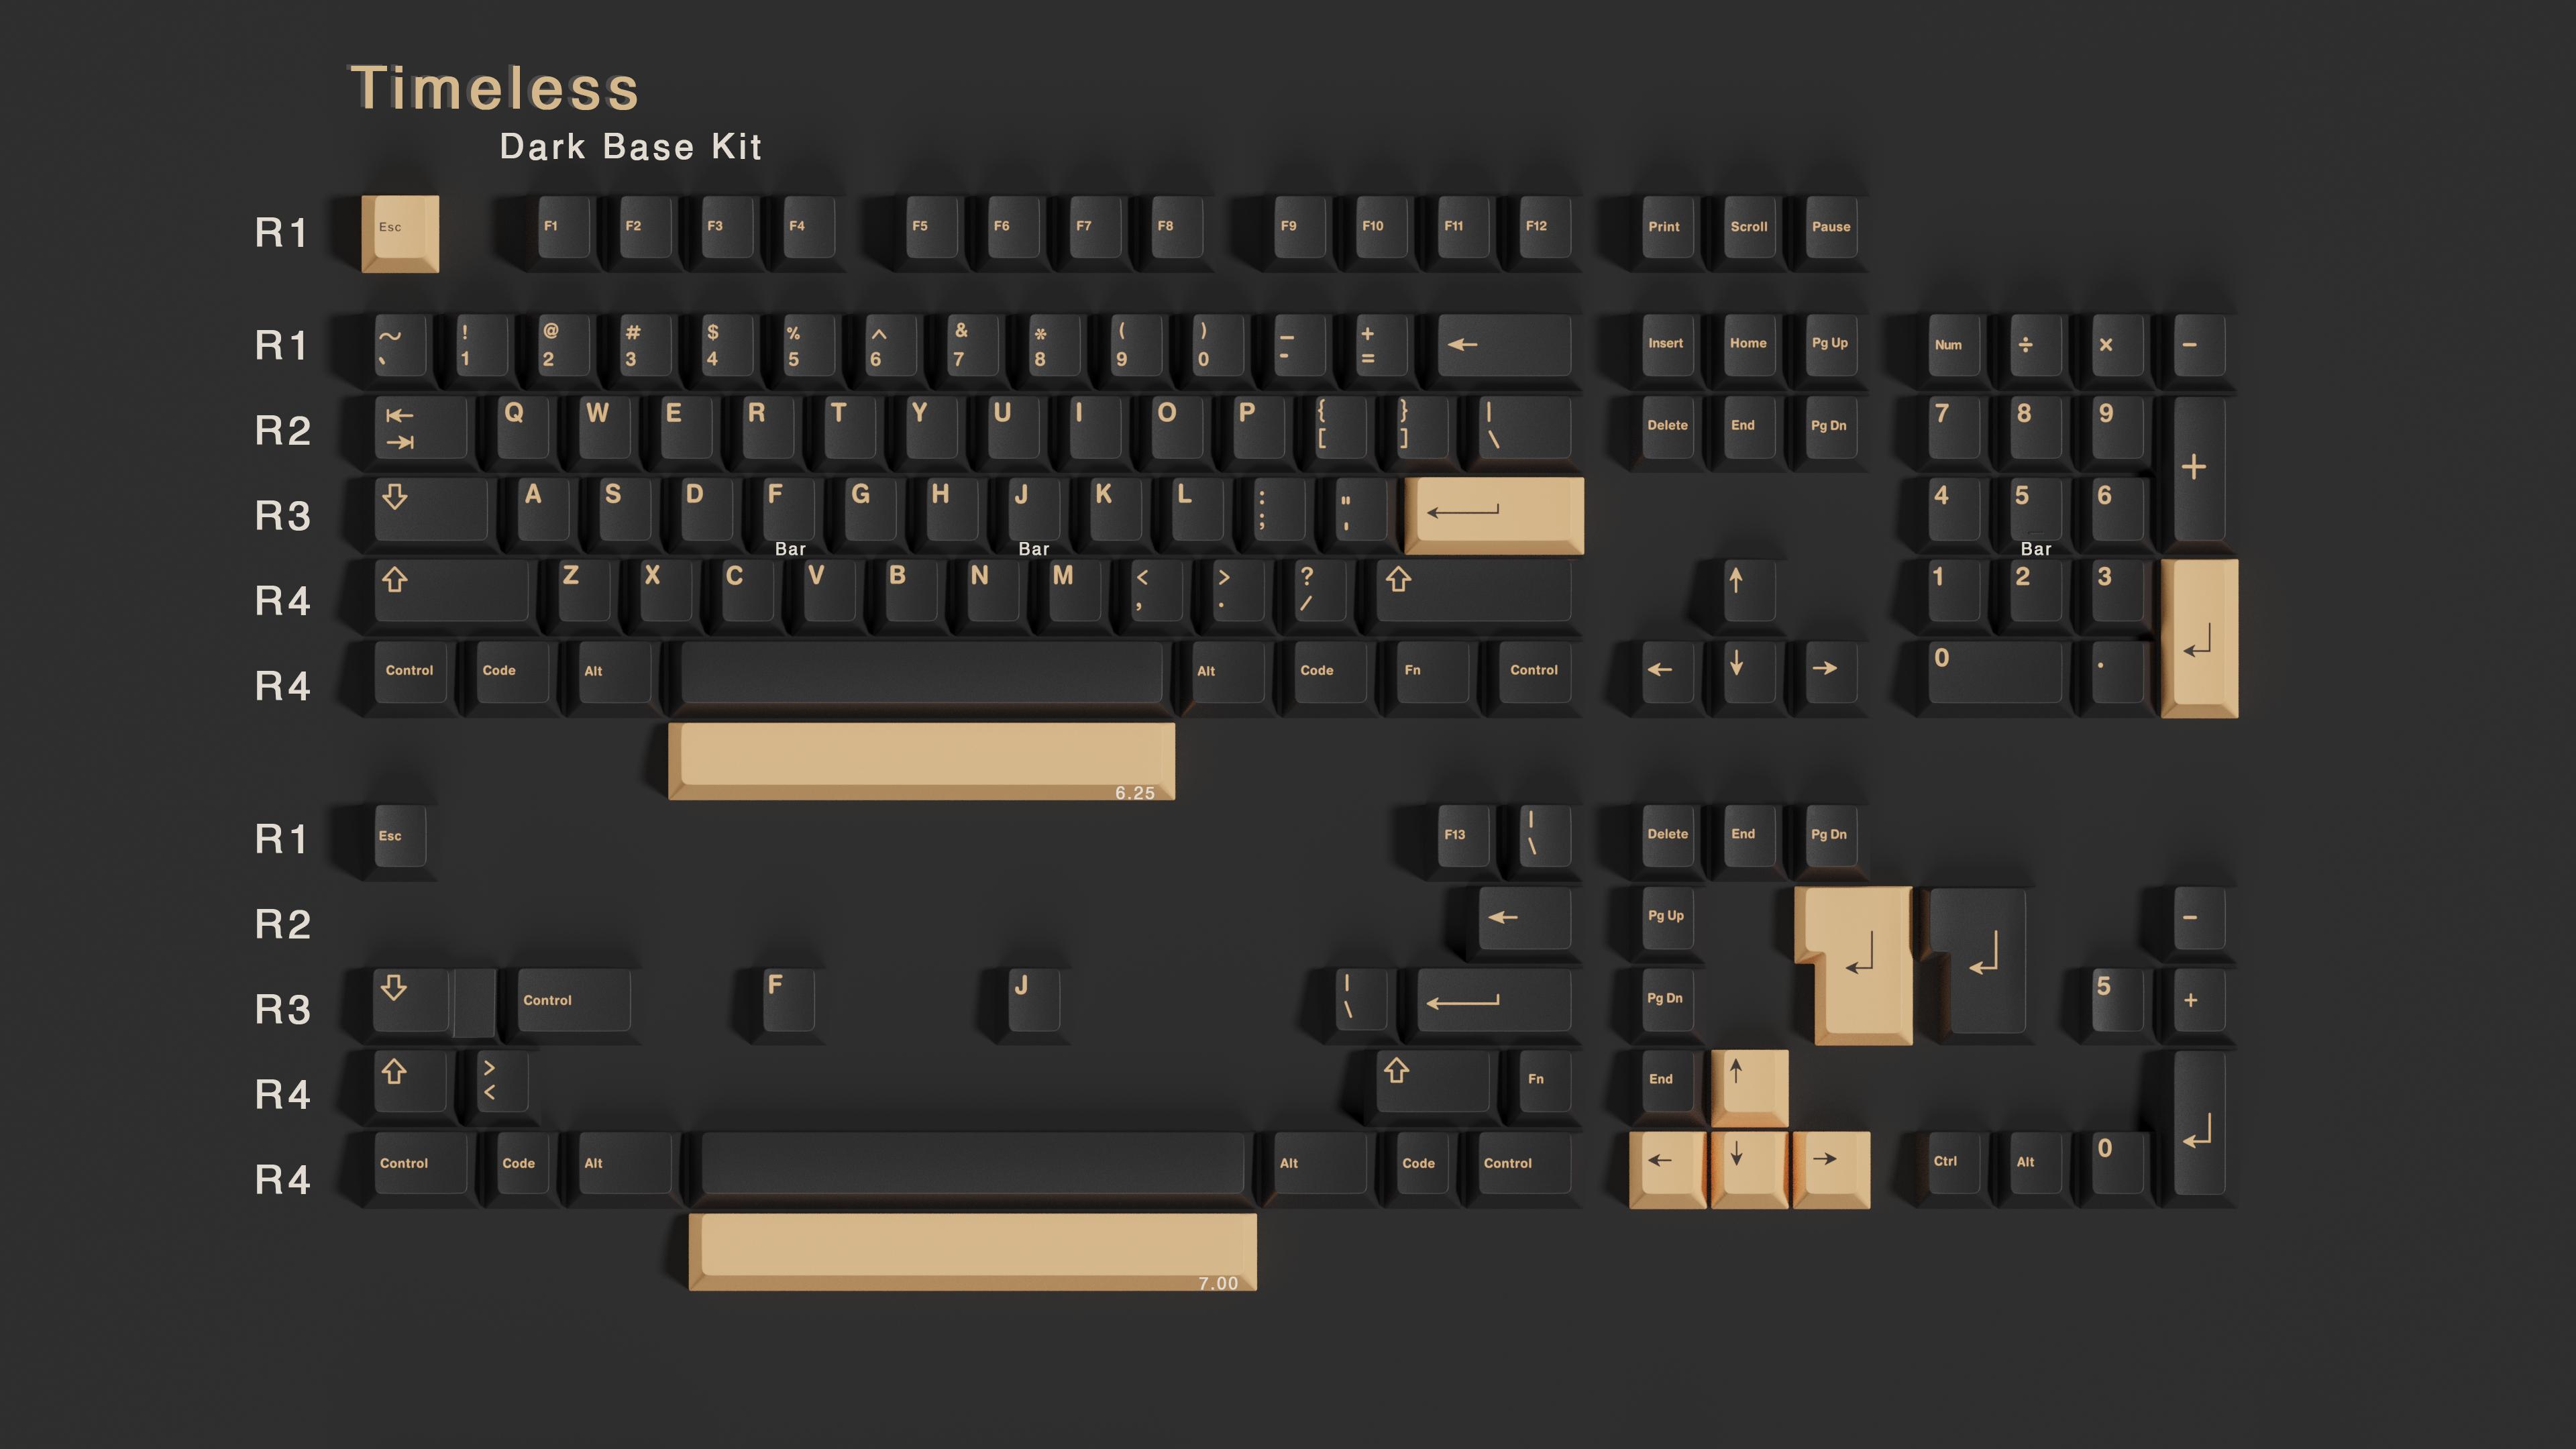 Timeless
Dark Base Kit
R1 Esc F1 F2 F3 F4 F5 F6 F7 F8 F9 F10 F11 F12 Print Scroll Pause
R1 ~ ! @ # $ % ^ & * ( ) _ + Insert Home Pg Up Num ÷ × −
` 1 2 3 4 5 6 7 8 9 0 - = ←
R2 ⇤ Q W E R T Y U I O P { } | Delete End Pg Dn 7 8 9 +
⇥ [ ] \
R3 ⇩ A S D F G H J K L : " ← 4 5 6
; '
Bar Bar Bar
R4 ⇧ Z X C V B N M < > ? ⇧ ↑ 1 2 3 ↵
, . /
R4 Control Code Alt Alt Code Fn Control ← ↓ → 0 .
6.25
R1 Esc F13 | Delete End Pg Dn
\
R2 ← Pg Up ↵ ↵ −
R3 ⇩ Control F J | ← Pg Dn 5 +
\
R4 ⇧ > ⇧ Fn End ↑ ↵
<
R4 Control Code Alt Alt Code Control ← ↓ → Ctrl Alt 0
7.00